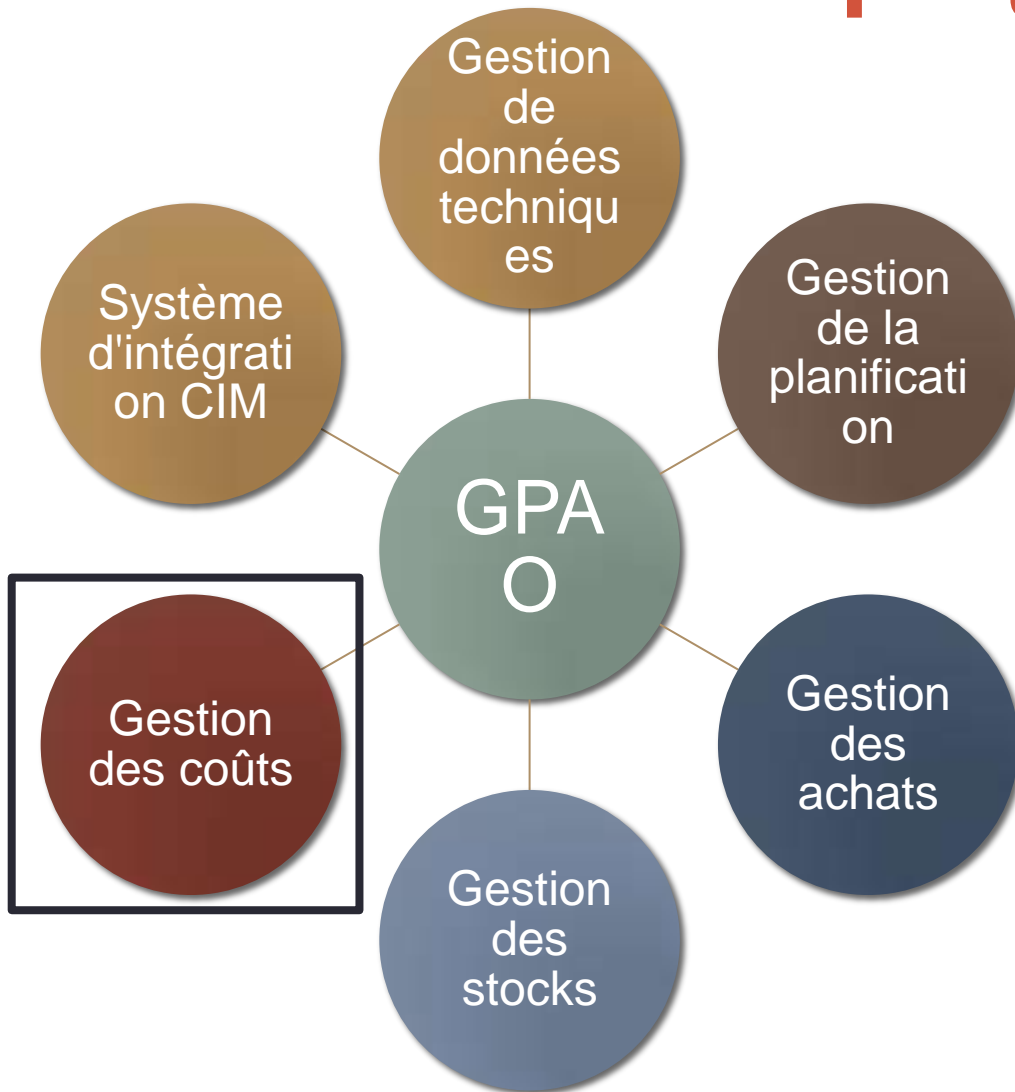 Gestion
de
données
techniqu
es
Système
d'intégrati
on CIM
Gestion
de la
planificati
on
GPA
O
Gestion
des coûts
Gestion
des
achats
Gestion
des
stocks